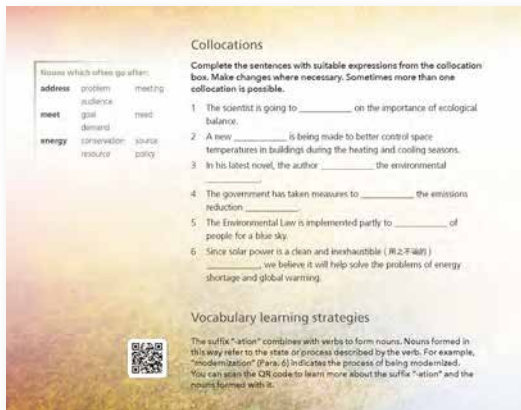 Collocations
Complete the sentences with suitable expressions from the collocation
box. Make changes where necessary. Sometimes more than one
collocation is possible.
Nouns which often go after:
address problem meeting
audience
meet goal need
demand
energy conservation source
resource policy
1 The scientist is going to ____________ on the importance of ecological
balance.
2 A new ____________ is being made to better control space
temperatures in buildings during the heating and cooling seasons.
3 In his latest novel, the author ____________ the environmental
____________.
4 The government has taken measures to ____________ the emissions
reduction ____________.
5 The Environmental Law is implemented partly to ____________ of
people for a blue sky.
6 Since solar power is a clean and inexhaustible (用之不竭的)
____________, we believe it will help solve the problems of energy
shortage and global warming.
Vocabulary learning strategies
The suffix "-ation" combines with verbs to form nouns. Nouns formed in
this way refer to the state or process described by the verb. For example,
"modernization" (Para. 6) indicates the process of being modernized.
You can scan the QR code to learn more about the suffix "-ation" and the
nouns formed with it.